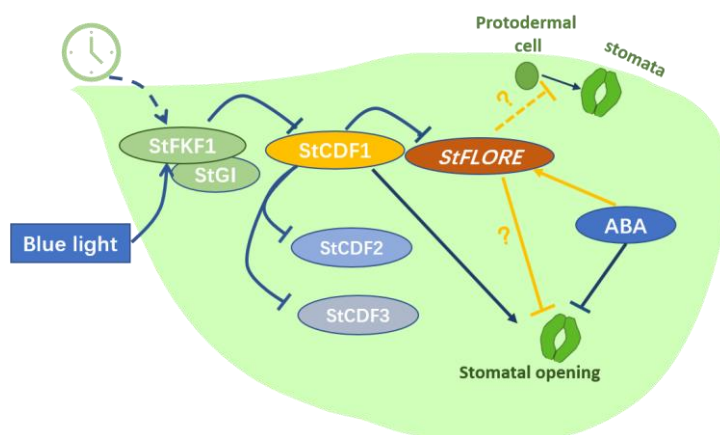 Protodermal
cell
stomata
?
StFKF1
StGI
StCDF1
StFLORE
Blue light
StCDF2
?
ABA
StCDF3
Stomatal opening